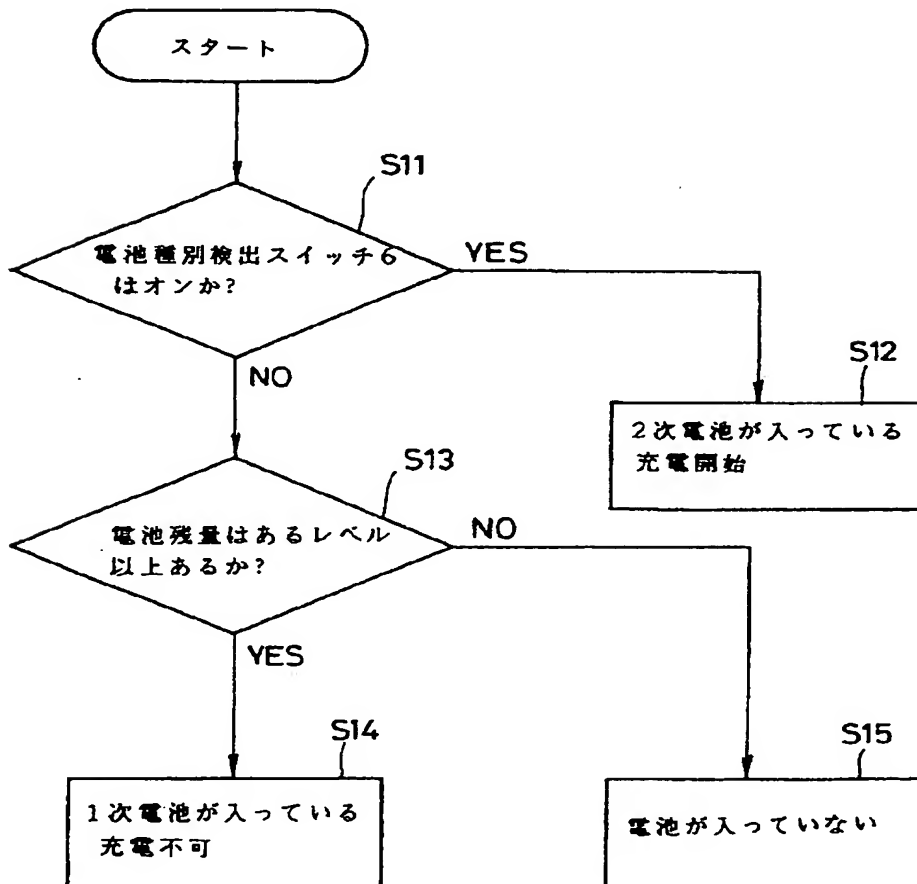 スタート
S11
電池種別検出スイッチ6
はオンか?
YES
NO
S12
2次電池が入っている
充電開始
S13
電池残量はあるレベル
以上あるか?
NO
YES
S14
1次電池が入っている
充電不可
S15
電池が入っていない